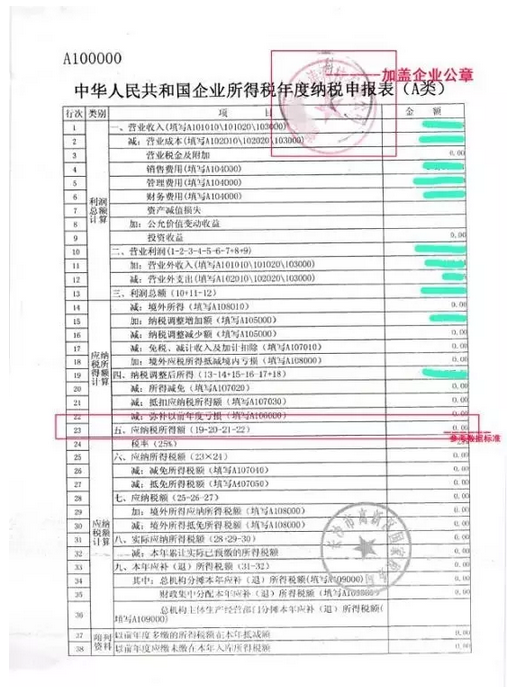 A100000
加盖企业公章
中华人民共和国企业所得税年度纳税申报表（A类）
行次 类别 项 目 金 额
1 一、营业收入(填写A101010\101020\103000)
2 减：营业成本(填写A102010\102020\103000)
3 营业税金及附加 0.00
4 销售费用(填写A104000)
5 管理费用(填写A104000)
6 财务费用(填写A104000)
7 资产减值损失
8 加：公允价值变动收益
9 投资收益 0.00
10 二、营业利润(1-2-3-4-5-6-7+8+9)
11 加：营业外收入(填写A101010\101020\103000)
12 减：营业外支出(填写A102010\102020\103000)
13 三、利润总额（10+11-12）
利润总额计算
14 减：境外所得（填写A108010） 0.00
15 加：纳税调整增加额（填写A105000）
16 减：纳税调整减少额（填写A105000） 0.00
17 减：免税、减计收入及加计扣除（填写A107010） 0.00
18 加：境外应税所得抵减境内亏损（填写A108000） 0.00
19 四、纳税调整后所得（13-14+15-16-17+18）
20 减：所得减免（填写A107020） 0.00
21 减：抵扣应纳税所得额（填写A107030） 0.00
22 减：弥补以前年度亏损（填写A106000） 0.00
23 五、应纳税所得额（19-20-21-22） 0.00
应纳税所得额计算
参考数据标准
24 税率（25%）
25 六、应纳所得税额（23×24） 0.00
26 减：减免所得税额（填写A107040） 0.00
27 减：抵免所得税额（填写A107050） 0.00
28 七、应纳税额（25-26-27） 0.00
29 加：境外所得应纳所得税额（填写A108000） 0.00
30 减：境外所得抵免所得税额（填写A108000） 0.00
31 八、实际应纳所得税额（28+29-30） 0.00
32 减：本年累计实际已预缴的所得税额
33 九、本年应补（退）所得税额（31-32）
34 其中：总机构分摊本年应补（退）所得税额(填写A109000)
35 财政集中分配本年应补（退）所得税额（填写A109000）
36 总机构主体生产经营部门分摊本年应补（退）所得税额(填写A109000)
应纳税额计算
37 以前年度多缴的所得税额在本年抵减额 0.00
38 以前年度应缴未缴在本年入库所得税额 0.00
附列资料